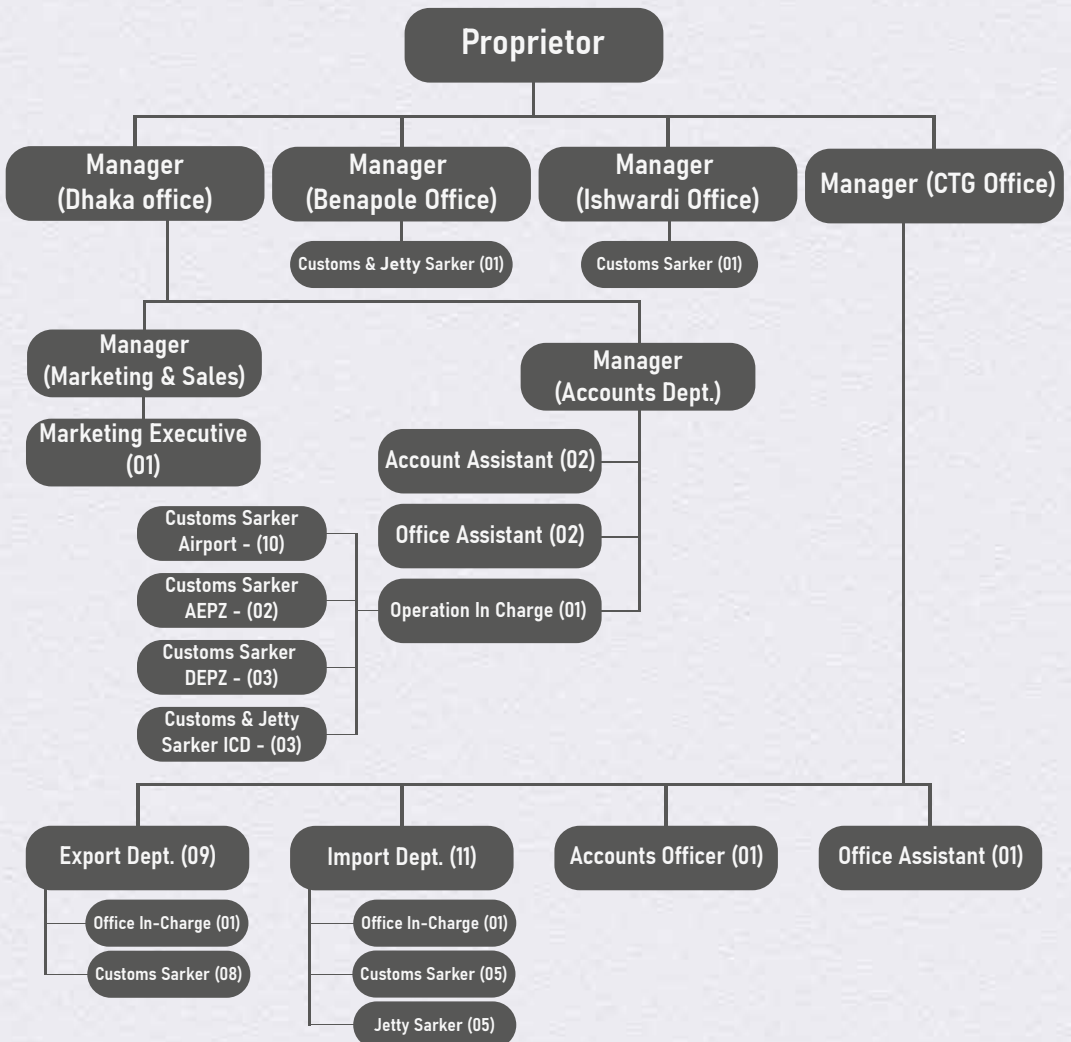 Proprietor
Manager
(Dhaka office)
Manager
(Benapole Office)
Manager
(Ishwardi Office)
Manager (CTG Office)
Customs & Jetty Sarker (01)
Customs Sarker (01)
Manager
(Marketing & Sales)
Manager
(Accounts Dept.)
Marketing Executive
(01)
Account Assistant (02)
Office Assistant (02)
Operation In Charge (01)
Customs Sarker
Airport - (10)
Customs Sarker
AEPZ - (02)
Customs Sarker
DEPZ - (03)
Customs & Jetty
Sarker ICD - (03)
Export Dept. (09)
Import Dept. (11)
Accounts Officer (01)
Office Assistant (01)
Office In-Charge (01)
Customs Sarker (08)
Office In-Charge (01)
Customs Sarker (05)
Jetty Sarker (05)